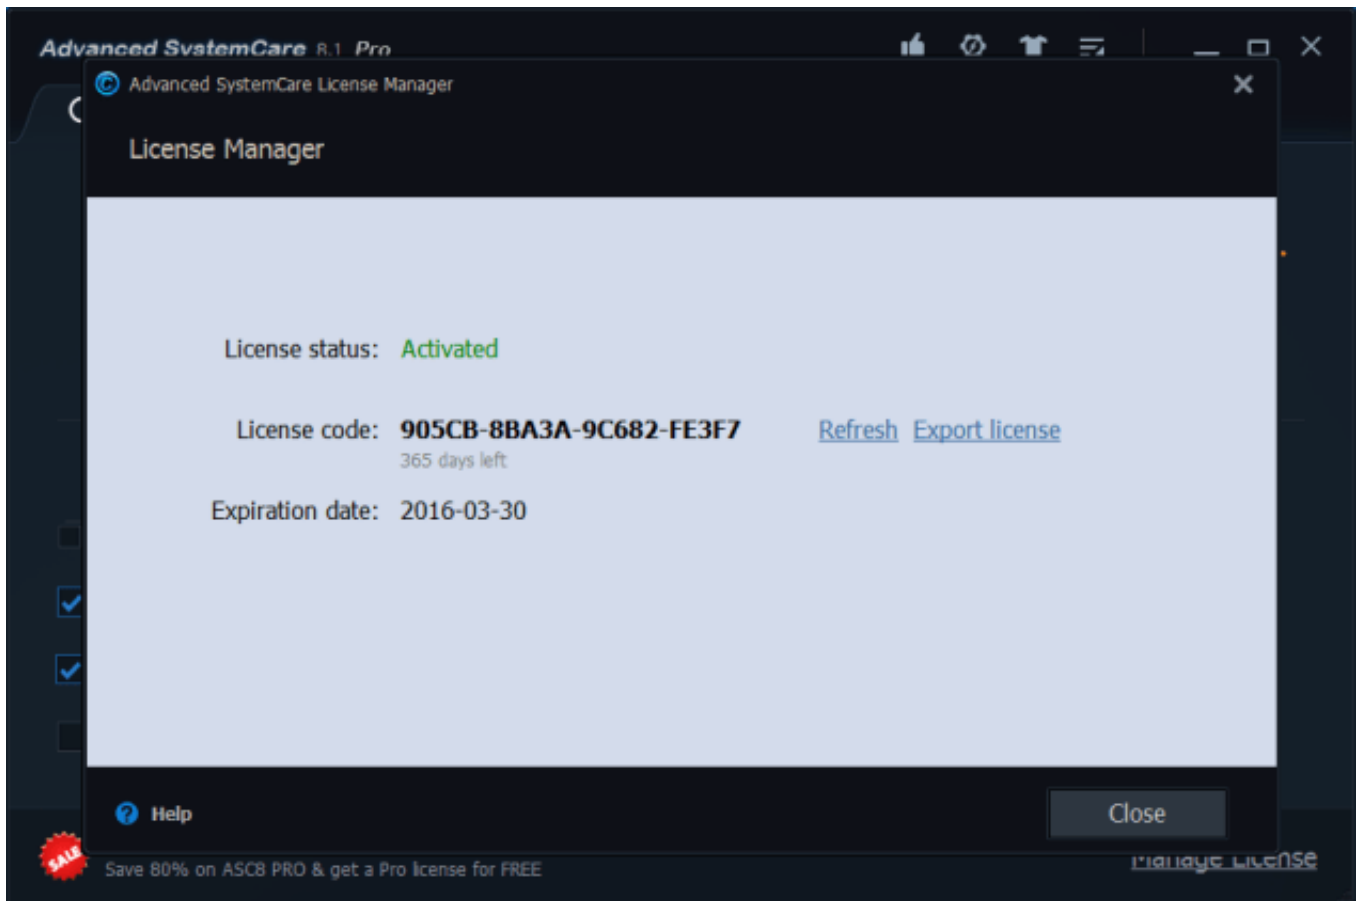 Advanced SystemCare 8.1 Pro
Advanced SystemCare License Manager
License Manager
License status: Activated
License code: 905CB-8BA3A-9C682-FE3F7 Refresh Export license
365 days left
Expiration date: 2016-03-30
Help
Close
SALE
Save 80% on ASC8 PRO & get a Pro license for FREE
Manage License